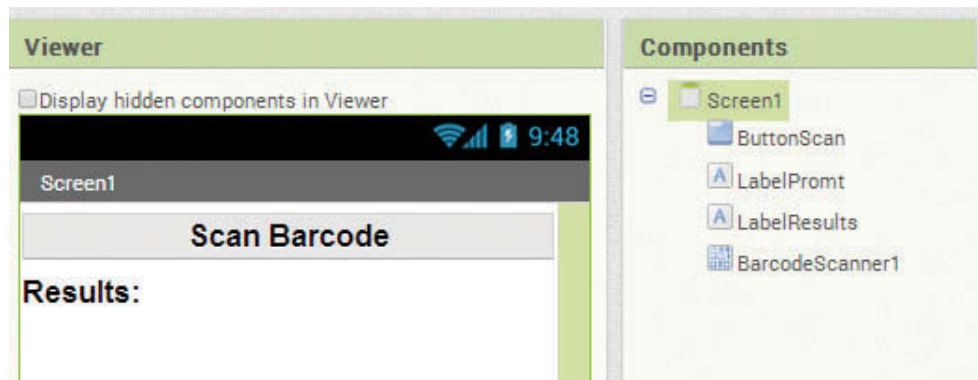 Viewer
Display hidden components in Viewer
9:48
Screen1
Scan Barcode
Results:
Components
Screen1
ButtonScan
A LabelPromt
A LabelResults
BarcodeScanner1